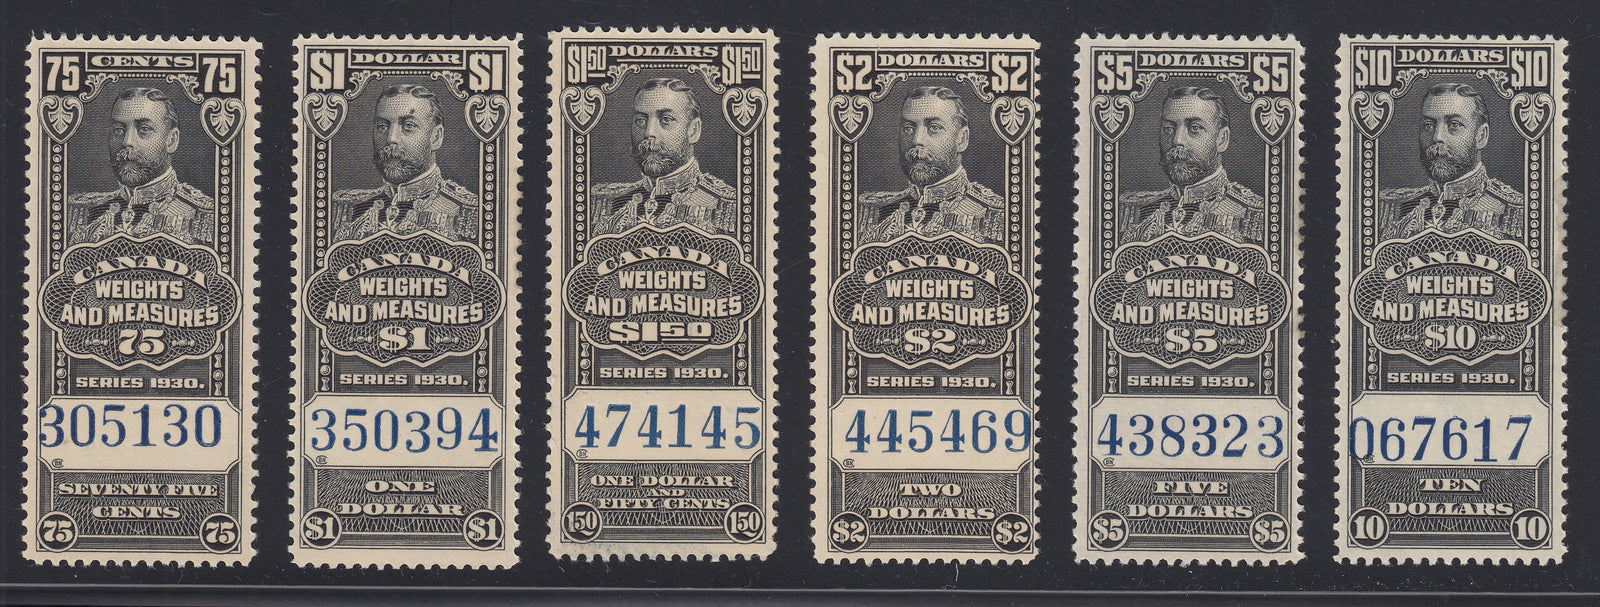 75 CENTS 75
CANADA
WEIGHTS
AND MEASURES
75
SERIES 1930.
305130
SEVENTY FIVE
CENTS
75 75
$1 DOLLAR $1
CANADA
WEIGHTS
AND MEASURES
$1
SERIES 1930.
350394
ONE
DOLLAR
$1 $1
$1.50 DOLLARS $1.50
CANADA
WEIGHTS
AND MEASURES
$1.50
SERIES 1930.
474145
ONE DOLLAR
AND
FIFTY CENTS
1.50 1.50
$2 DOLLARS $2
CANADA
WEIGHTS
AND MEASURES
$2
SERIES 1930.
445469
TWO
DOLLARS
$2 $2
$5 DOLLARS $5
CANADA
WEIGHTS
AND MEASURES
$5
SERIES 1930.
438323
FIVE
DOLLARS
$5 $5
$10 DOLLARS $10
CANADA
WEIGHTS
AND MEASURES
$10
SERIES 1930.
067617
TEN
DOLLARS
10 10